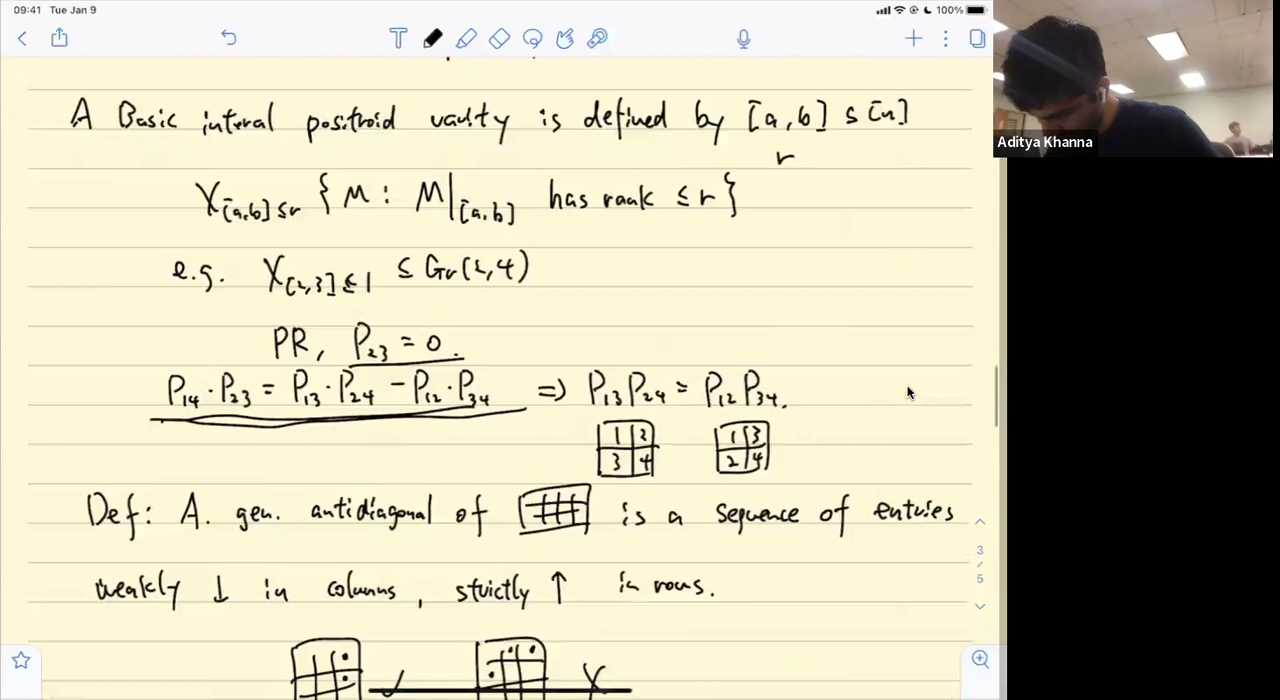 09:41 Tue Jan 9
100%
A Basic interal positroid vauity is defined by [a,b] ≤ [n]
r
X[a,b]≤r {M : M|[a,b] has rank ≤ r}
e.g. X[2,3]≤1 ≤ Gr(2,4)
PR, P23 = 0.
P14 · P23 = P13 · P24 − P12 · P34 ⇒ P13 P24 = P12 P34.
1 2 1 3
3 4 2 4
Def: A. gen. antidiagonal of is a sequence of entries
weakly ↓ in columns, strictly ↑ in rows.
✓ X
3
/
5
Aditya Khanna